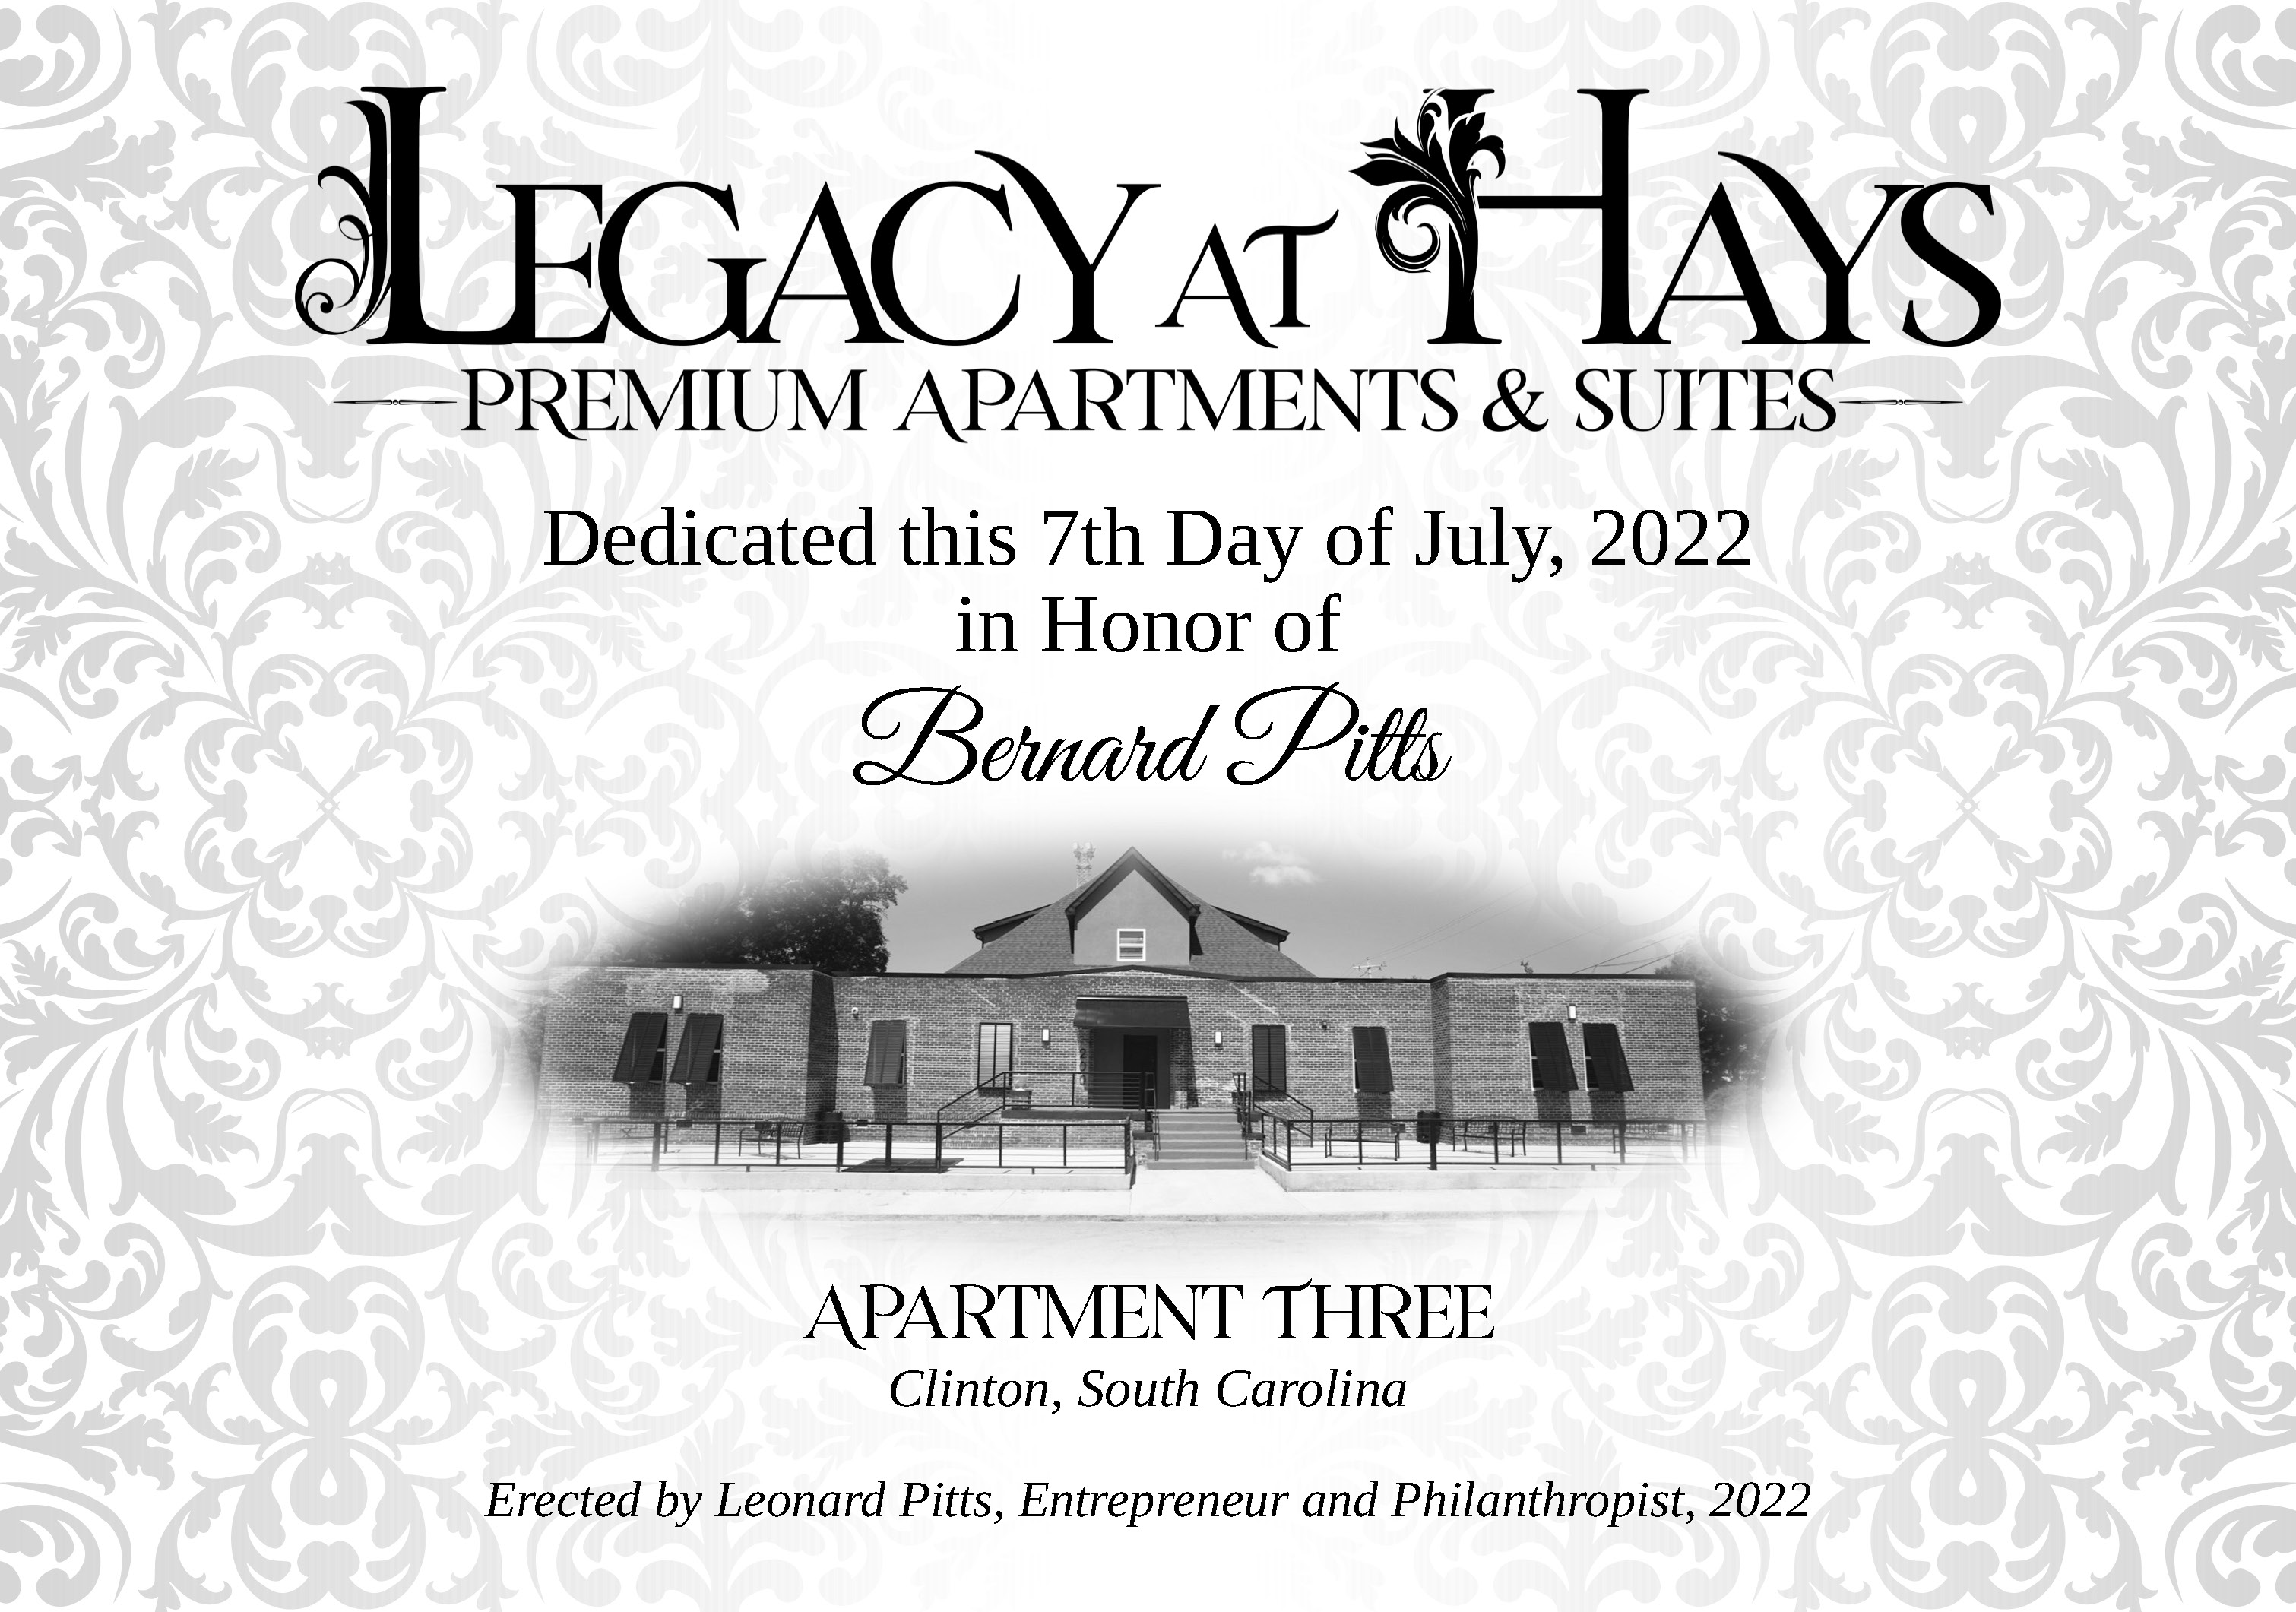 LEGACY AT HAYS
PREMIUM APARTMENTS & SUITES
Dedicated this 7th Day of July, 2022
in Honor of
Bernard Pitts
APARTMENT THREE
Clinton, South Carolina
Erected by Leonard Pitts, Entrepreneur and Philanthropist, 2022